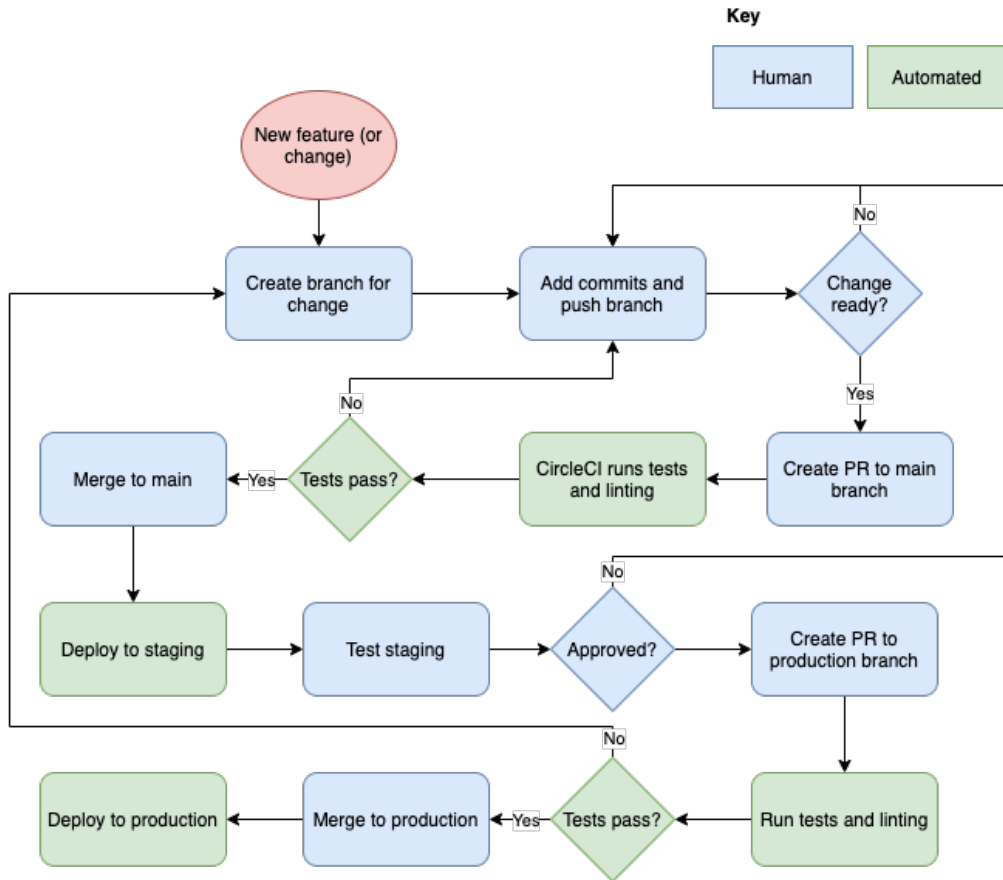 Key
Human
Automated
New feature (or
change)
No
Create branch for
change
Add commits and
push branch
Change
ready?
Yes
No
Merge to main
Yes
Tests pass?
CircleCI runs tests
and linting
Create PR to main
branch
No
Deploy to staging
Test staging
Approved?
Create PR to
production branch
No
Deploy to production
Merge to production
Yes
Tests pass?
Run tests and linting